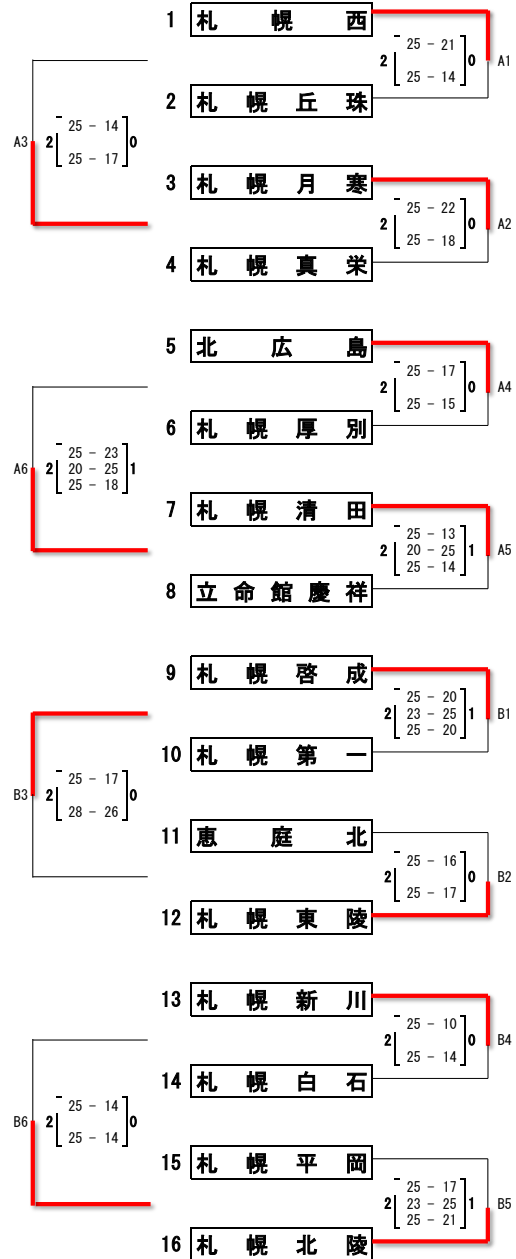 1 札幌西
2 25 - 21 0 A1
25 - 14
2 札幌丘珠
A3 2 25 - 14 0
25 - 17
3 札幌月寒
2 25 - 22 0 A2
25 - 18
4 札幌真栄
5 北広島
2 25 - 17 0 A4
25 - 15
6 札幌厚別
A6 2 25 - 23 1
20 - 25
25 - 18
7 札幌清田
2 25 - 13 1 A5
20 - 25
25 - 14
8 立命館慶祥
9 札幌啓成
2 25 - 20 1 B1
23 - 25
25 - 20
10 札幌第一
B3 2 25 - 17 0
28 - 26
11 恵庭北
2 25 - 16 0 B2
25 - 17
12 札幌東陵
13 札幌新川
2 25 - 10 0 B4
25 - 14
14 札幌白石
B6 2 25 - 14 0
25 - 14
15 札幌平岡
2 25 - 17 1 B5
23 - 25
25 - 21
16 札幌北陵